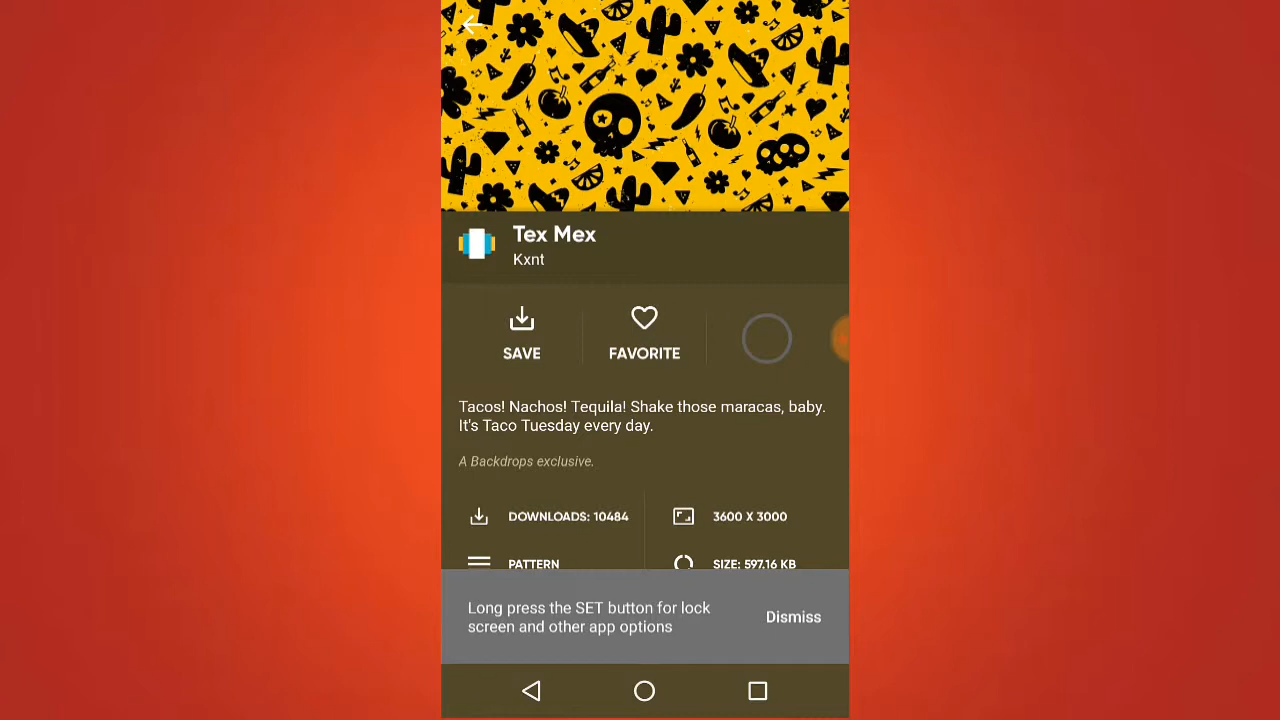 Tex Mex
Kxnt
SAVE
FAVORITE
Tacos! Nachos! Tequila! Shake those maracas, baby.
It's Taco Tuesday every day.
A Backdrops exclusive.
DOWNLOADS: 10484
3600 X 3000
PATTERN
SIZE: 597.16 KB
Long press the SET button for lock
screen and other app options
Dismiss